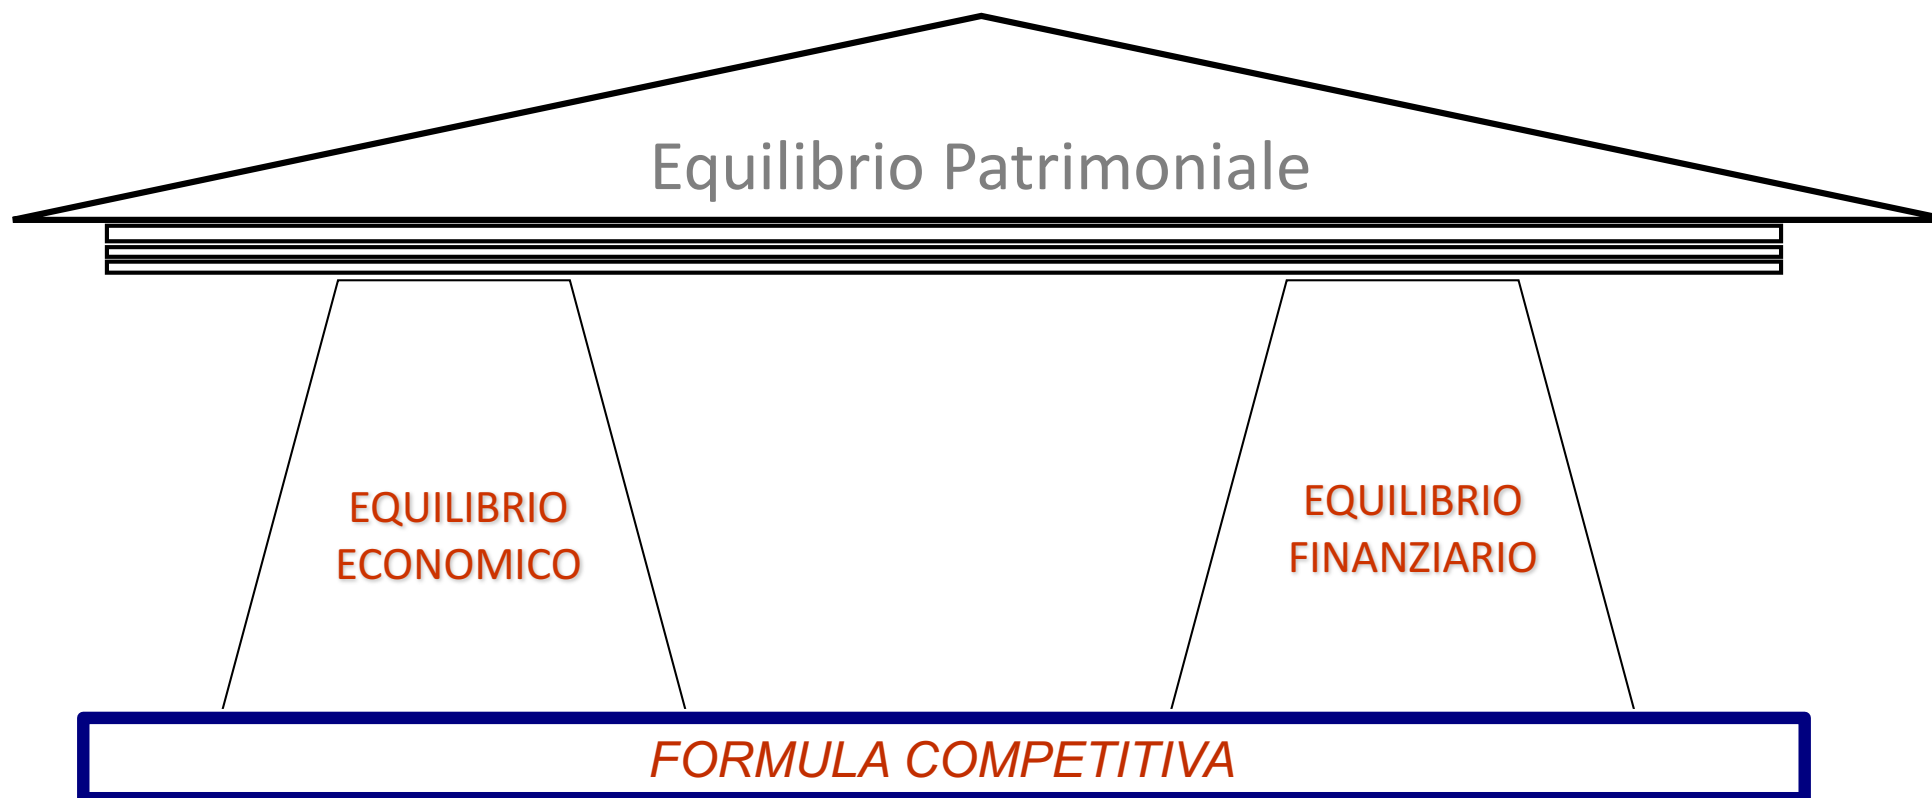 Equilibrio Patrimoniale
EQUILIBRIO
ECONOMICO
EQUILIBRIO
FINANZIARIO
FORMULA COMPETITIVA